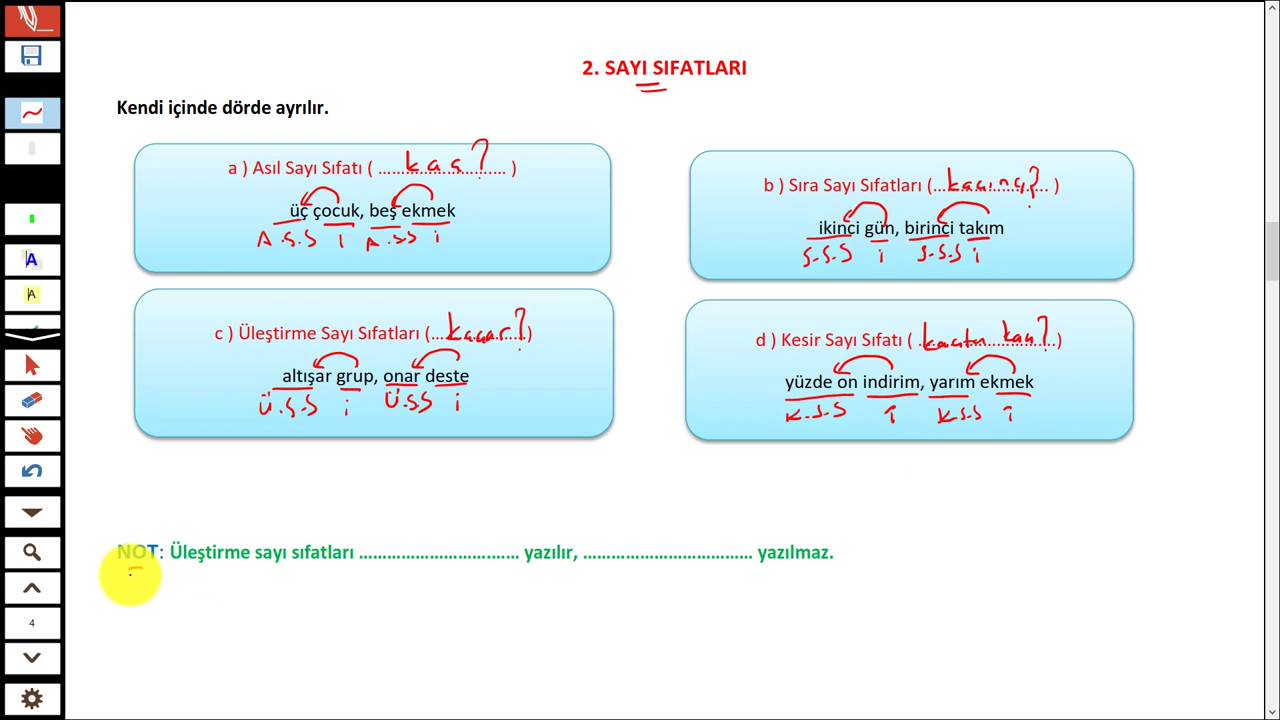 2. SAYI SIFATLARI
Kendi içinde dörde ayrılır.
a ) Asıl Sayı Sıfatı ( ….kaç?…. )
üç çocuk, beş ekmek
A.S.S İ A.S.S İ
b ) Sıra Sayı Sıfatları (…kaçıncı?… )
ikinci gün, birinci takım
S.S.S İ S.S.S İ
c ) Üleştirme Sayı Sıfatları (…kaçar?…)
altışar grup, onar deste
Ü.S.S İ Ü.S.S İ
d ) Kesir Sayı Sıfatı ( …kaçta kaç?…)
yüzde on indirim, yarım ekmek
K.S.S İ K.S.S İ
NOT: Üleştirme sayı sıfatları ……………………………. yazılır, ………………………………. yazılmaz.
A
A
4